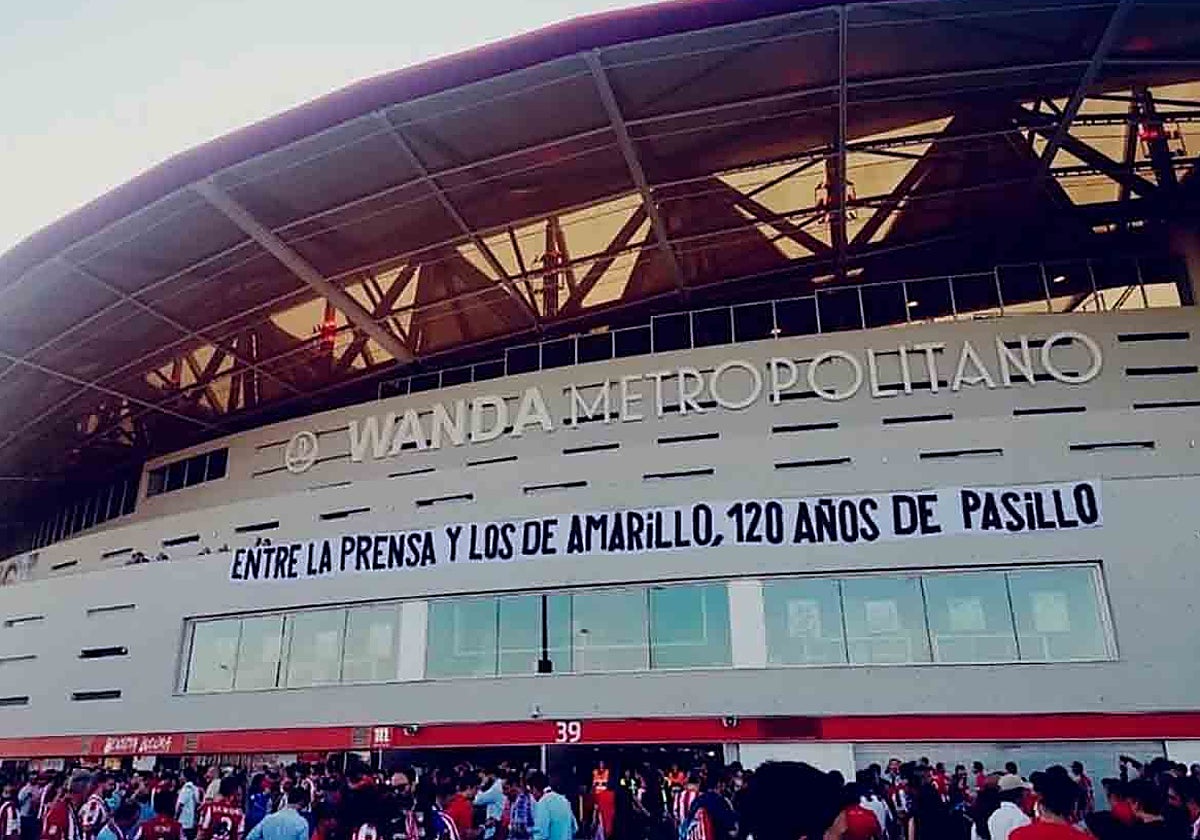 WANDA METROPOLITANO
ENTRE LA PRENSA Y LOS DE AMARiLLO, 120 AÑOS DE PASiLLO
39